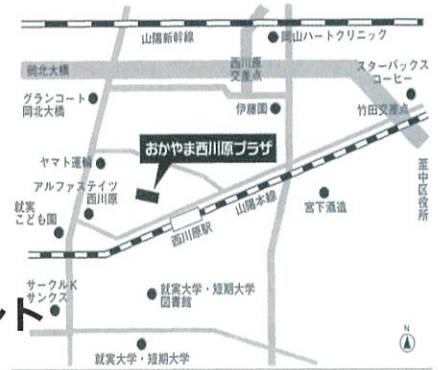 山陽新幹線
岡山ハートクリニック
岡北大橋
西川原
交差点
スターバックス
コーヒー
グランコート
岡北大橋
伊藤園
竹田交差点
おかやま西川原プラザ
ヤマト運輸
アルファステイツ
西川原
就実
こども園
西川原駅
山陽本線
宮下酒造
至中区役所
サークルK
サンクス
ント
就実大学・短期大学
図書館
就実大学・短期大学
N